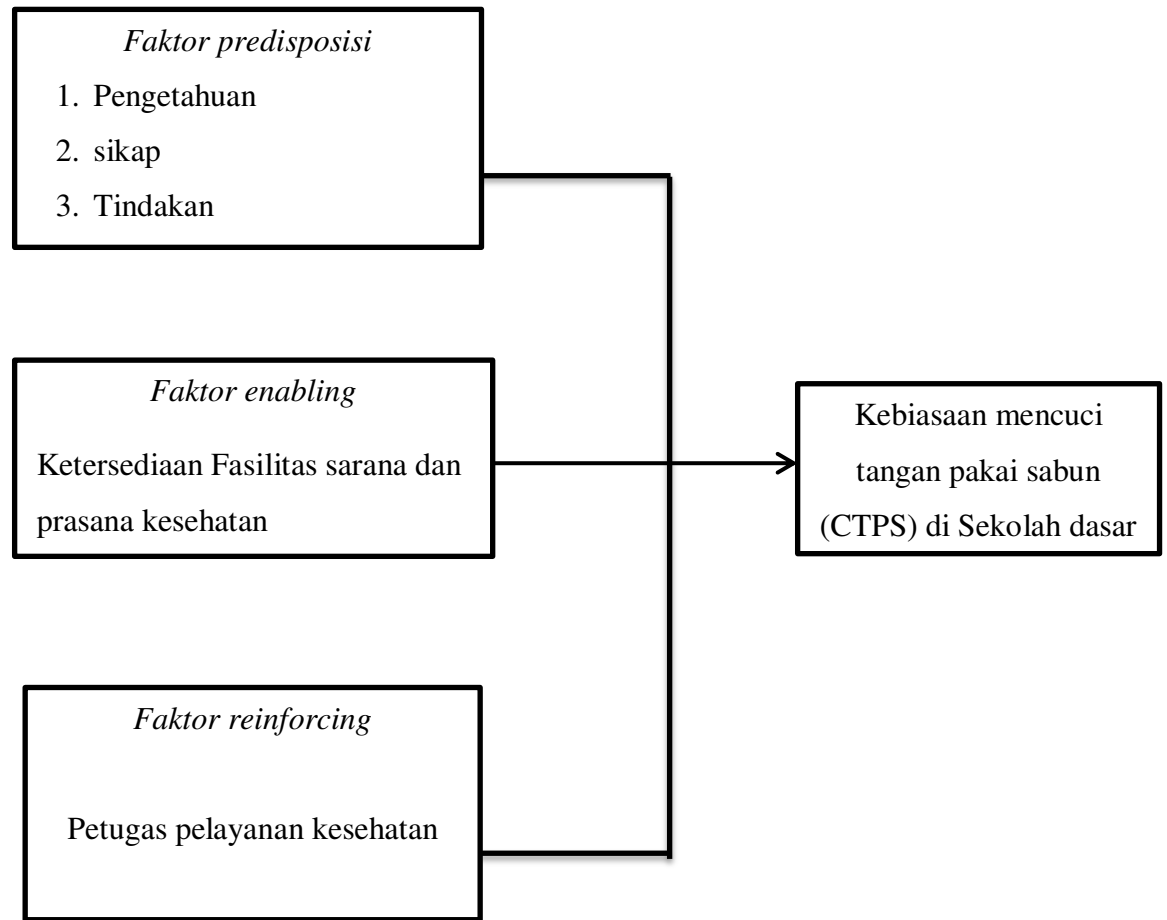 Faktor predisposisi
1. Pengetahuan
2. sikap
3. Tindakan
Faktor enabling
Ketersediaan Fasilitas sarana dan
prasana kesehatan
Kebiasaan mencuci
tangan pakai sabun
(CTPS) di Sekolah dasar
Faktor reinforcing
Petugas pelayanan kesehatan